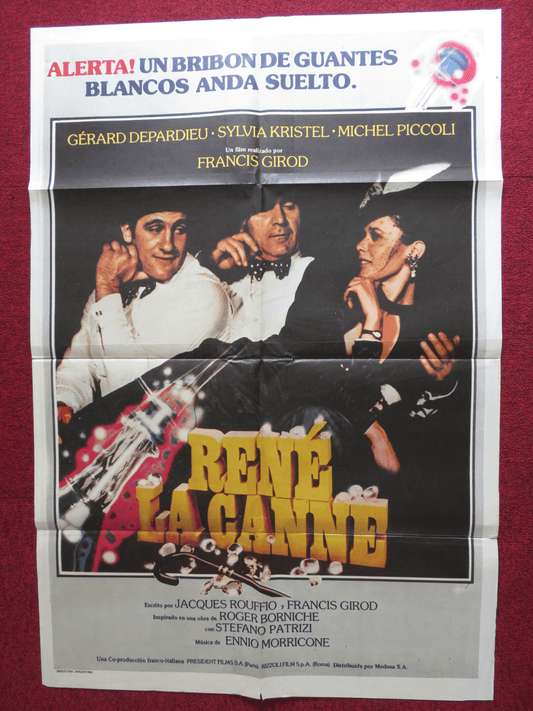 ALERTA! UN BRIBON DE GUANTES
BLANCOS ANDA SUELTO.
GÉRARD DEPARDIEU · SYLVIA KRISTEL · MICHEL PICCOLI
Un film realizado por
FRANCIS GIROD
RENÉ
LA CANNE
Escrito por JACQUES ROUFFIO y FRANCIS GIROD
Inspirado en una obra de ROGER BORNICHE
con STEFANO PATRIZI
Música de ENNIO MORRICONE
Una Co-producción franco-italiana PRESIDENT FILMS S.A. (París), RIZZOLI FILM S.p.A. (Roma) Distribuida por Medusa S.A.